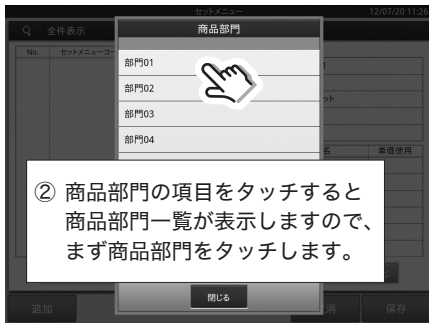 セットメニュー
12/07/20 11:26
全件表示
商品部門
No.
セットメニューコー
部門01
部門02
ット
部門03
部門04
名
単価使用
② 商品部門の項目をタッチすると
商品部門一覧が表示しますので、
まず商品部門をタッチします。
追加
閉じる
消
保存